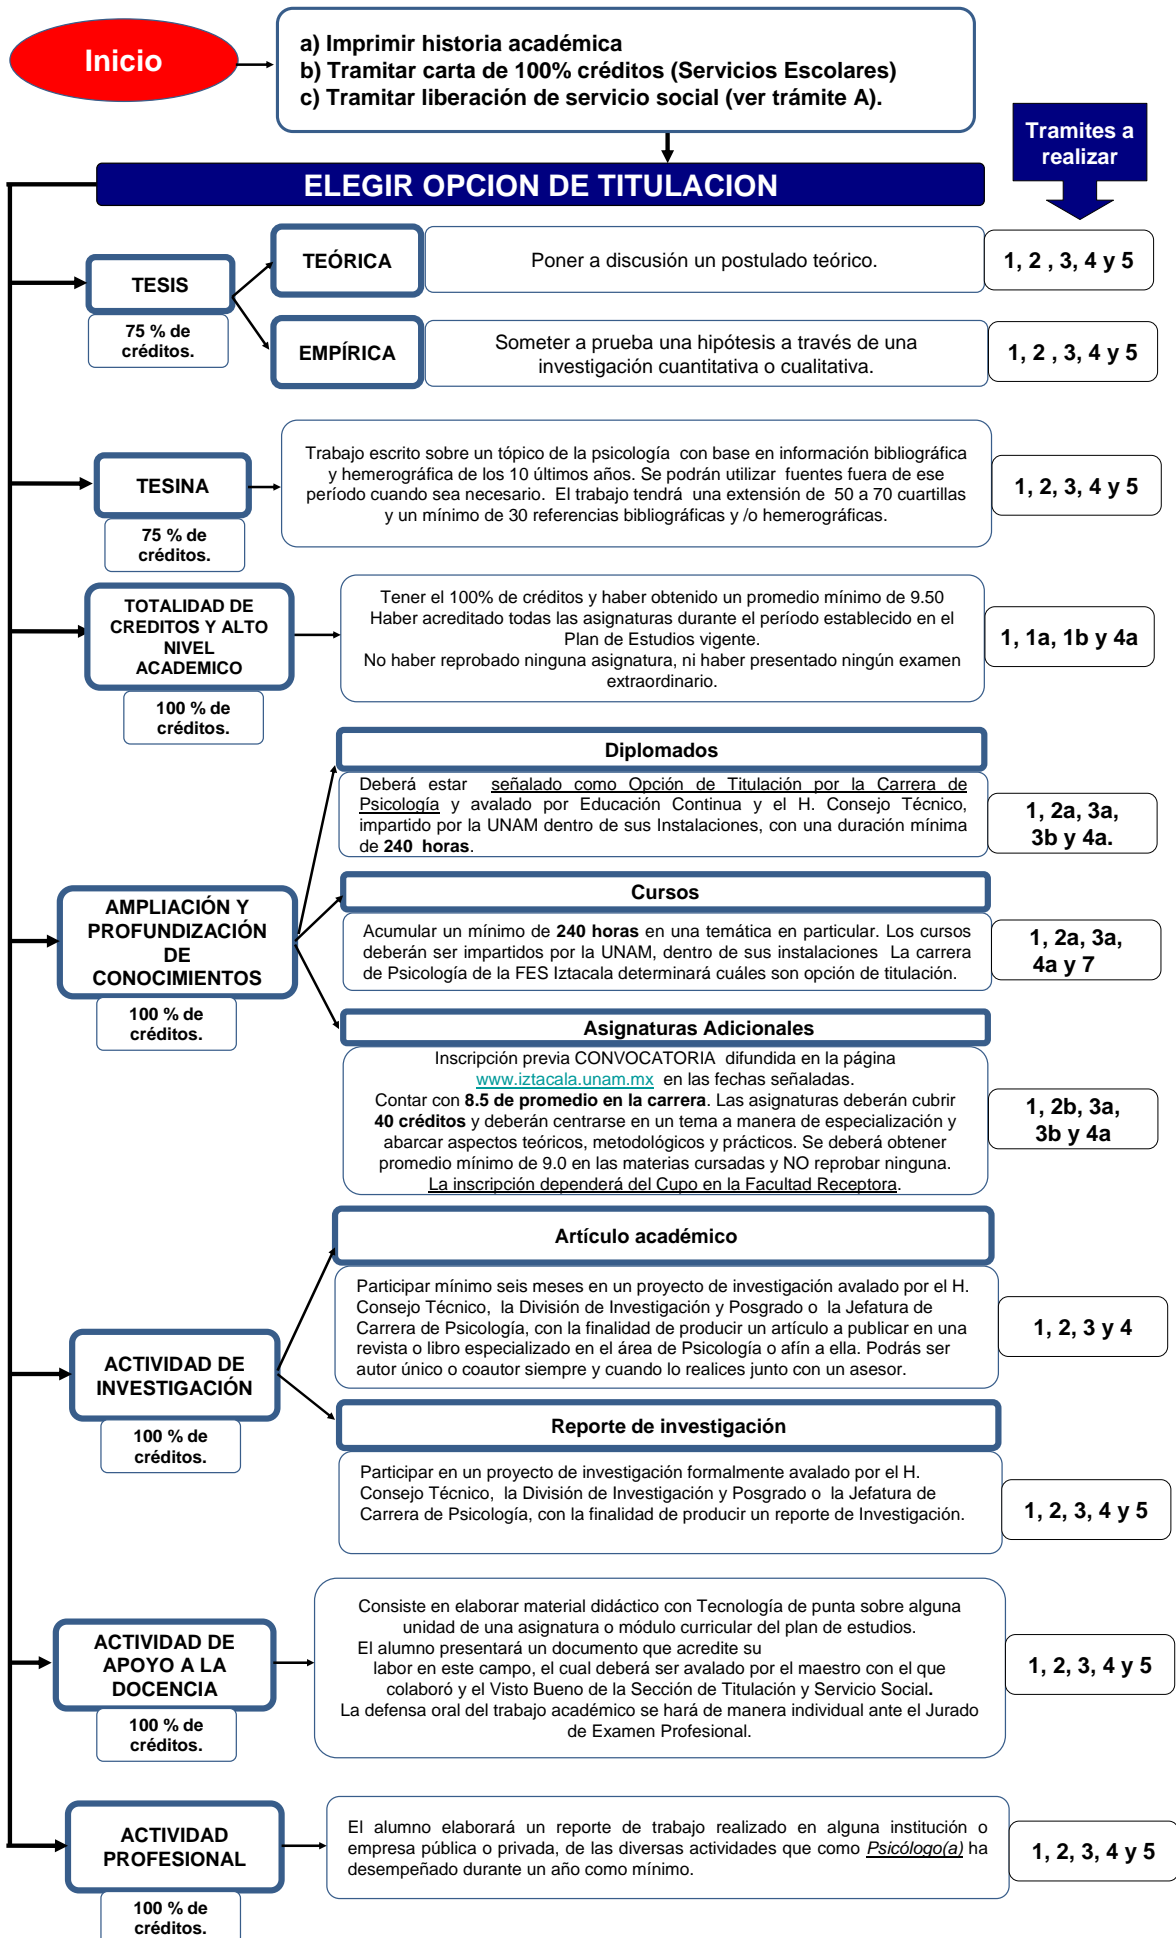 Inicio
a) Imprimir historia académica
b) Tramitar carta de 100% créditos (Servicios Escolares)
c) Tramitar liberación de servicio social (ver trámite A).
Tramites a
realizar
ELEGIR OPCION DE TITULACION
TESIS
75 % de
créditos.
TEÓRICA
Poner a discusión un postulado teórico.
1, 2 , 3, 4 y 5
EMPÍRICA
Someter a prueba una hipótesis a través de una
investigación cuantitativa o cualitativa.
1, 2 , 3, 4 y 5
TESINA
75 % de
créditos.
Trabajo escrito sobre un tópico de la psicología con base en información bibliográfica
y hemerográfica de los 10 últimos años. Se podrán utilizar fuentes fuera de ese
período cuando sea necesario. El trabajo tendrá una extensión de 50 a 70 cuartillas
y un mínimo de 30 referencias bibliográficas y /o hemerográficas.
1, 2, 3, 4 y 5
TOTALIDAD DE
CREDITOS Y ALTO
NIVEL
ACADEMICO
100 % de
créditos.
Tener el 100% de créditos y haber obtenido un promedio mínimo de 9.50
Haber acreditado todas las asignaturas durante el período establecido en el
Plan de Estudios vigente.
No haber reprobado ninguna asignatura, ni haber presentado ningún examen
extraordinario.
1, 1a, 1b y 4a
AMPLIACIÓN Y
PROFUNDIZACIÓN
DE
CONOCIMIENTOS
100 % de
créditos.
Diplomados
Deberá estar señalado como Opción de Titulación por la Carrera de
Psicología y avalado por Educación Continua y el H. Consejo Técnico,
impartido por la UNAM dentro de sus Instalaciones, con una duración mínima
de 240 horas.
1, 2a, 3a,
3b y 4a.
Cursos
Acumular un mínimo de 240 horas en una temática en particular. Los cursos
deberán ser impartidos por la UNAM, dentro de sus instalaciones La carrera
de Psicología de la FES Iztacala determinará cuáles son opción de titulación.
1, 2a, 3a,
4a y 7
Asignaturas Adicionales
Inscripción previa CONVOCATORIA difundida en la página
www.iztacala.unam.mx en las fechas señaladas.
Contar con 8.5 de promedio en la carrera. Las asignaturas deberán cubrir
40 créditos y deberán centrarse en un tema a manera de especialización y
abarcar aspectos teóricos, metodológicos y prácticos. Se deberá obtener
promedio mínimo de 9.0 en las materias cursadas y NO reprobar ninguna.
La inscripción dependerá del Cupo en la Facultad Receptora.
1, 2b, 3a,
3b y 4a
ACTIVIDAD DE
INVESTIGACIÓN
100 % de
créditos.
Artículo académico
Participar mínimo seis meses en un proyecto de investigación avalado por el H.
Consejo Técnico, la División de Investigación y Posgrado o la Jefatura de
Carrera de Psicología, con la finalidad de producir un artículo a publicar en una
revista o libro especializado en el área de Psicología o afín a ella. Podrás ser
autor único o coautor siempre y cuando lo realices junto con un asesor.
1, 2, 3 y 4
Reporte de investigación
Participar en un proyecto de investigación formalmente avalado por el H.
Consejo Técnico, la División de Investigación y Posgrado o la Jefatura de
Carrera de Psicología, con la finalidad de producir un reporte de Investigación.
1, 2, 3, 4 y 5
ACTIVIDAD DE
APOYO A LA
DOCENCIA
100 % de
créditos.
Consiste en elaborar material didáctico con Tecnología de punta sobre alguna
unidad de una asignatura o módulo curricular del plan de estudios.
El alumno presentará un documento que acredite su
labor en este campo, el cual deberá ser avalado por el maestro con el que
colaboró y el Visto Bueno de la Sección de Titulación y Servicio Social.
La defensa oral del trabajo académico se hará de manera individual ante el Jurado
de Examen Profesional.
1, 2, 3, 4 y 5
ACTIVIDAD
PROFESIONAL
100 % de
créditos.
El alumno elaborará un reporte de trabajo realizado en alguna institución o
empresa pública o privada, de las diversas actividades que como Psicólogo(a) ha
desempeñado durante un año como mínimo.
1, 2, 3, 4 y 5